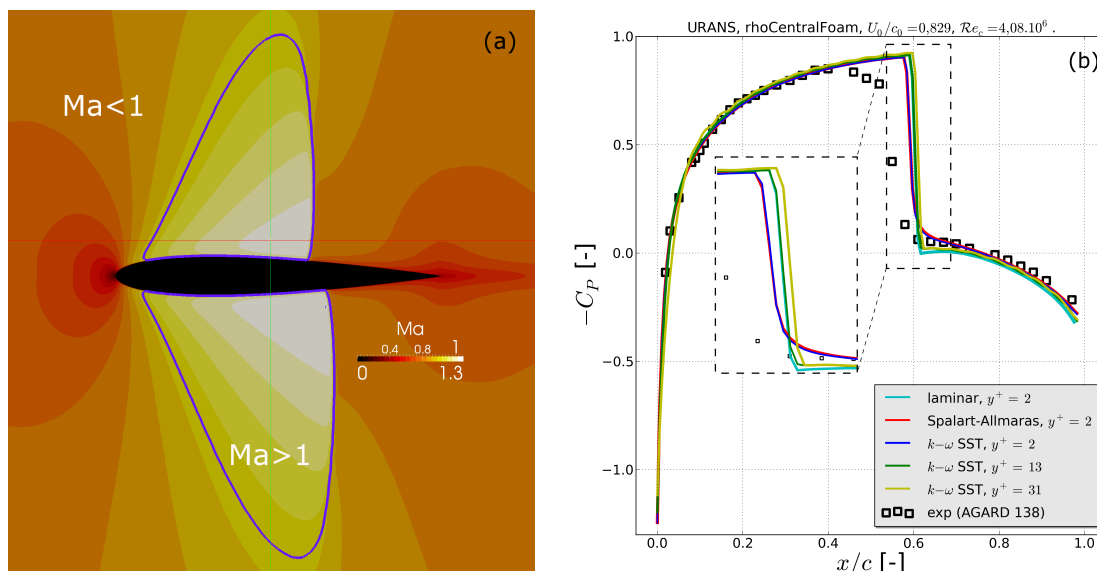 (a)
Ma<1
Ma
0.4 0.8 1
0 1.3
Ma>1
URANS, rhoCentralFoam, U₀/c₀ =0,829, ℛe_c =4,08.10⁶ .
(b)
−C_P [-]
1.0
0.5
0.0
−0.5
−1.0
0.0 0.2 0.4 0.6 0.8 1.0
x/c [-]
laminar, y⁺ = 2
Spalart-Allmaras, y⁺ = 2
k−ω SST, y⁺ = 2
k−ω SST, y⁺ = 13
k−ω SST, y⁺ = 31
exp (AGARD 138)